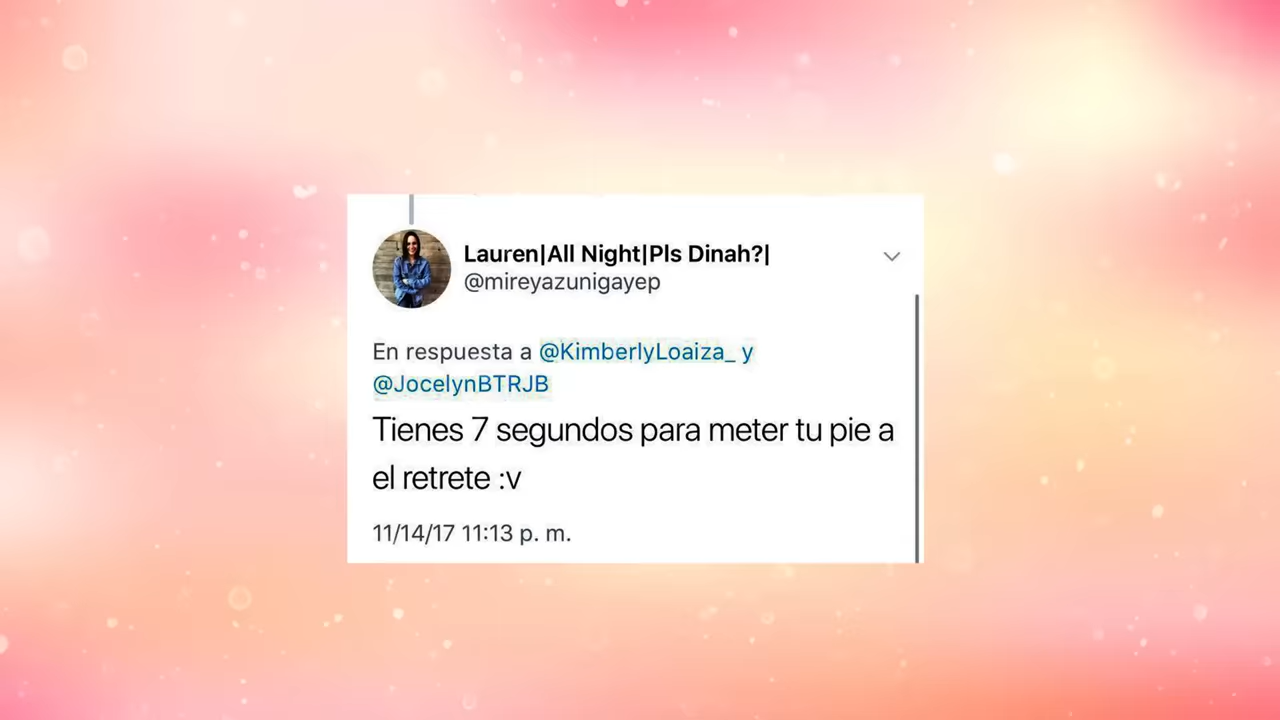 Lauren|All Night|Pls Dinah?|
@mireyazunigayep
En respuesta a @KimberlyLoaiza_ y
@JocelynBTRJB
Tienes 7 segundos para meter tu pie a
el retrete :v
11/14/17 11:13 p. m.